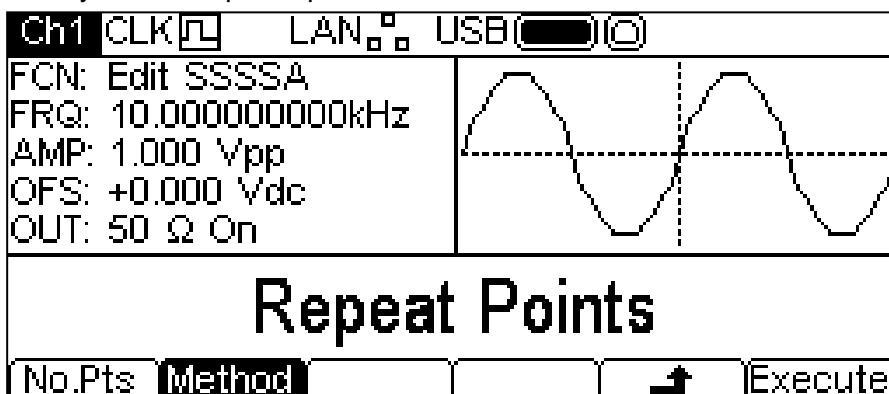 Ch1 CLK LAN USB
FCN: Edit SSSSA
FRQ: 10.000000000kHz
AMP: 1.000 Vpp
OFS: +0.000 Vdc
OUT: 50 Ω On
Repeat Points
No.Pts Method Execute